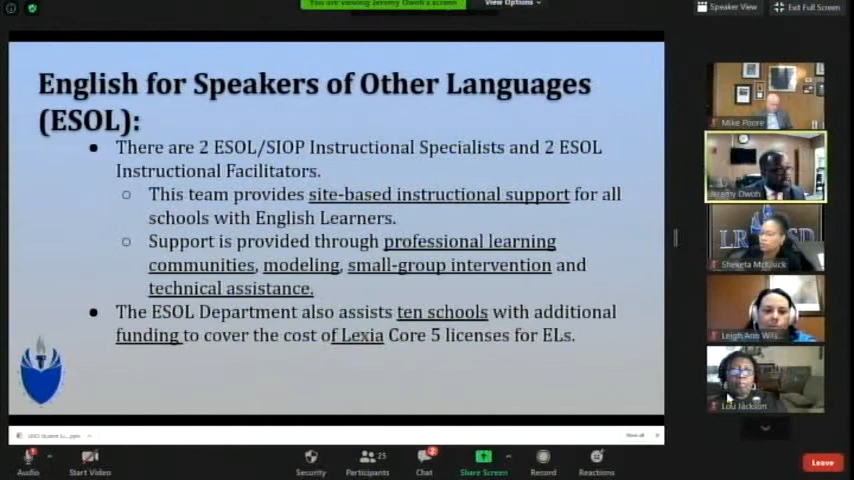 You are viewing Jeremy Owoh's screen
View Options
Speaker View
Exit Full Screen
English for Speakers of Other Languages
(ESOL):
● There are 2 ESOL/SIOP Instructional Specialists and 2 ESOL
Instructional Facilitators.
○ This team provides site-based instructional support for all
schools with English Learners.
○ Support is provided through professional learning
communities, modeling, small-group intervention and
technical assistance.
● The ESOL Department also assists ten schools with additional
funding to cover the cost of Lexia Core 5 licenses for ELs.
Mike Poore
Jeremy Owoh
Sheketa McKisick
Leigh Ann Wils...
Lou Jackson
Audio
Start Video
Security
Participants
25
Chat
2
Share Screen
Record
Reactions
Leave